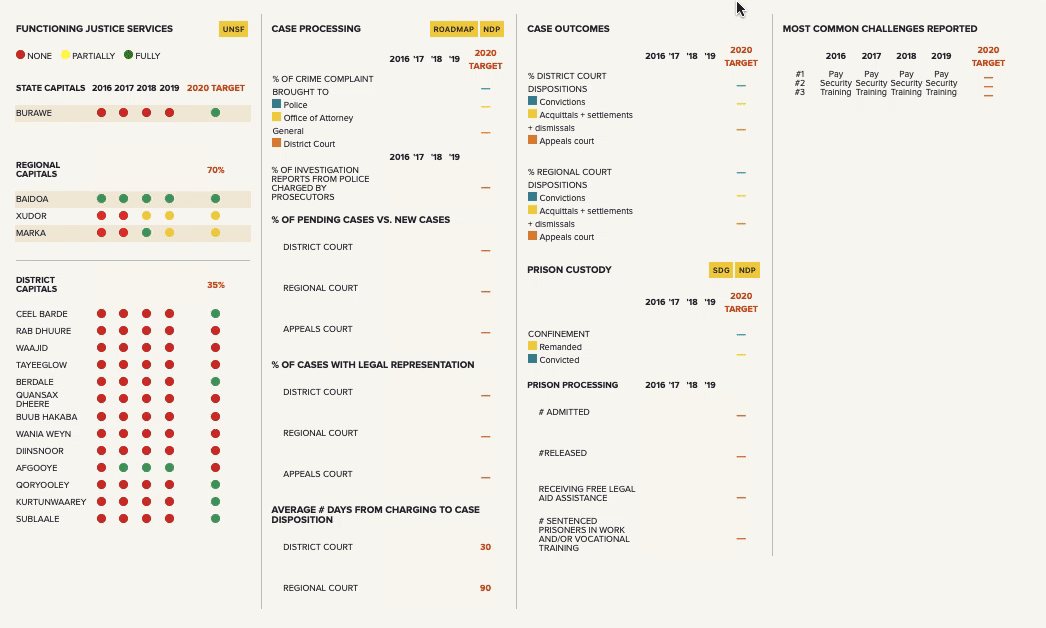 FUNCTIONING JUSTICE SERVICES UNSF
NONE PARTIALLY FULLY
STATE CAPITALS 2016 2017 2018 2019 2020 TARGET
BURAWE
REGIONAL
CAPITALS 70%
BAIDOA
XUDOR
MARKA
DISTRICT
CAPITALS 35%
CEEL BARDE
RAB DHUURE
WAAJID
TAYEEGLOW
BERDALE
QUANSAX
DHEERE
BUUB HAKABA
WANIA WEYN
DIINSNOOR
AFGOOYE
QORYOOLEY
KURTUNWAAREY
SUBLAALE
CASE PROCESSING ROADMAP NDP
2016 '17 '18 '19 2020
TARGET
% OF CRIME COMPLAINT
BROUGHT TO
Police
Office of Attorney
General
District Court
2016 '17 '18 '19
% OF INVESTIGATION
REPORTS FROM POLICE
CHARGED BY
PROSECUTORS
% OF PENDING CASES VS. NEW CASES
DISTRICT COURT
REGIONAL COURT
APPEALS COURT
% OF CASES WITH LEGAL REPRESENTATION
DISTRICT COURT
REGIONAL COURT
APPEALS COURT
AVERAGE # DAYS FROM CHARGING TO CASE
DISPOSITION
DISTRICT COURT 30
REGIONAL COURT 90
CASE OUTCOMES
2016 '17 '18 '19 2020
TARGET
% DISTRICT COURT
DISPOSITIONS
Convictions
Acquittals + settlements
+ dismissals
Appeals court
% REGIONAL COURT
DISPOSITIONS
Convictions
Acquittals + settlements
+ dismissals
Appeals court
PRISON CUSTODY SDG NDP
2016 '17 '18 '19 2020
TARGET
CONFINEMENT
Remanded
Convicted
PRISON PROCESSING 2016 '17 '18 '19
# ADMITTED
#RELEASED
RECEIVING FREE LEGAL
AID ASSISTANCE
# SENTENCED
PRISONERS IN WORK
AND/OR VOCATIONAL
TRAINING
MOST COMMON CHALLENGES REPORTED
2016 2017 2018 2019 2020
TARGET
#1 Pay Pay Pay Pay
#2 Security Security Security Security
#3 Training Training Training Training